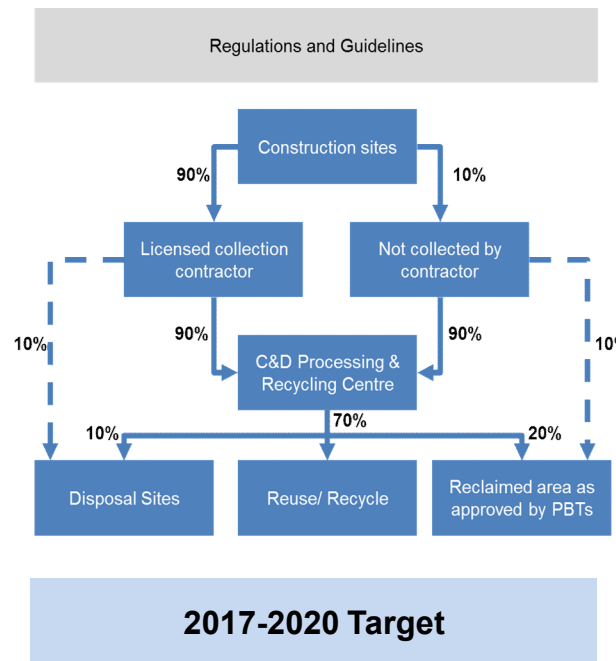 Regulations and Guidelines
Construction sites
90%
10%
Licensed collection
contractor
Not collected by
contractor
10%
90%
90%
10%
C&D Processing &
Recycling Centre
70%
10%
20%
Disposal Sites
Reuse/ Recycle
Reclaimed area as
approved by PBTs
2017-2020 Target